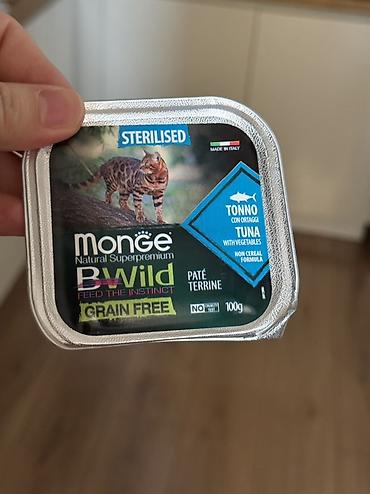 STERILISED
MADE IN ITALY
TONNO
CON ORTAGGI
TUNA
WITH VEGETABLES
NON CEREAL
FORMULA
monge
Natural Superpremium
BWild
FEED THE INSTINCT
GRAIN FREE
PATÉ
TERRINE
NO
100g